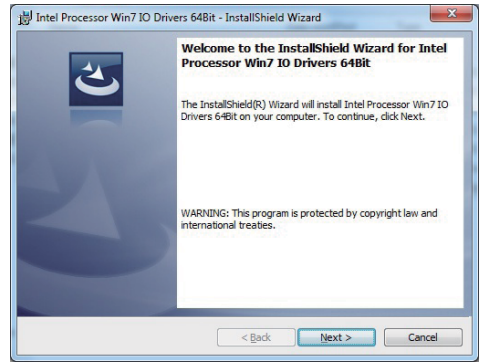 Intel Processor Win7 IO Drivers 64Bit - InstallShield Wizard
Welcome to the InstallShield Wizard for Intel
Processor Win7 IO Drivers 64Bit
The InstallShield(R) Wizard will install Intel Processor Win7 IO
Drivers 64Bit on your computer. To continue, click Next.
WARNING: This program is protected by copyright law and
international treaties.
< Back
Next >
Cancel